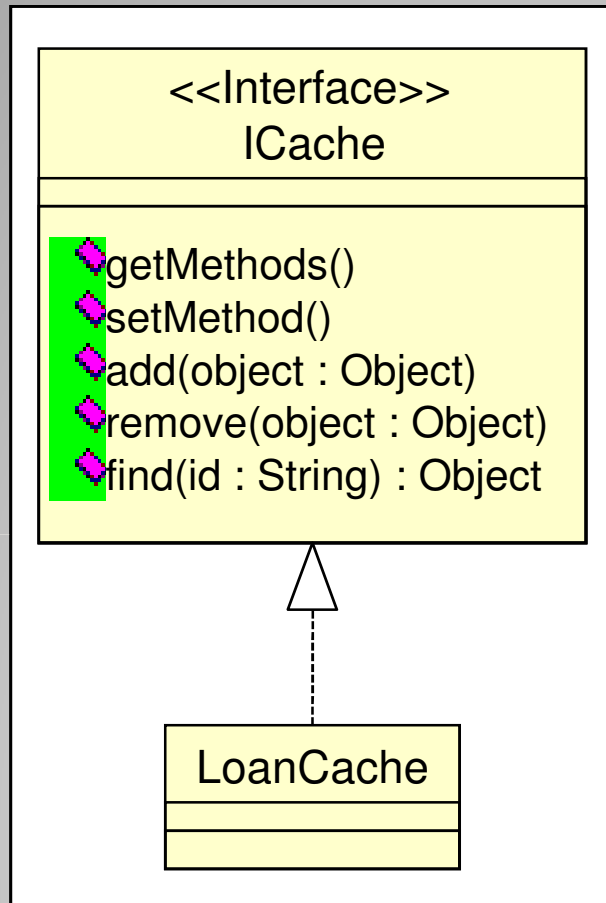 <<Interface>>
ICache
getMethods()
setMethod()
add(object : Object)
remove(object : Object)
find(id : String) : Object
LoanCache